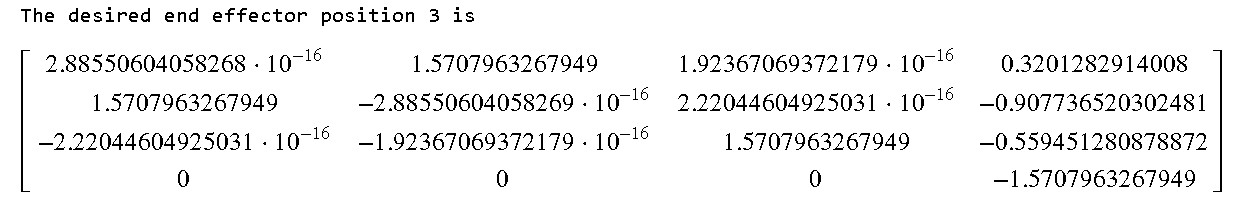 The desired end effector position 3 is
2.88550604058268 · 10⁻¹⁶ 1.5707963267949 1.92367069372179 · 10⁻¹⁶ 0.3201282914008
1.5707963267949 −2.88550604058269 · 10⁻¹⁶ 2.22044604925031 · 10⁻¹⁶ −0.907736520302481
−2.22044604925031 · 10⁻¹⁶ −1.92367069372179 · 10⁻¹⁶ 1.5707963267949 −0.559451280878872
0 0 0 −1.5707963267949